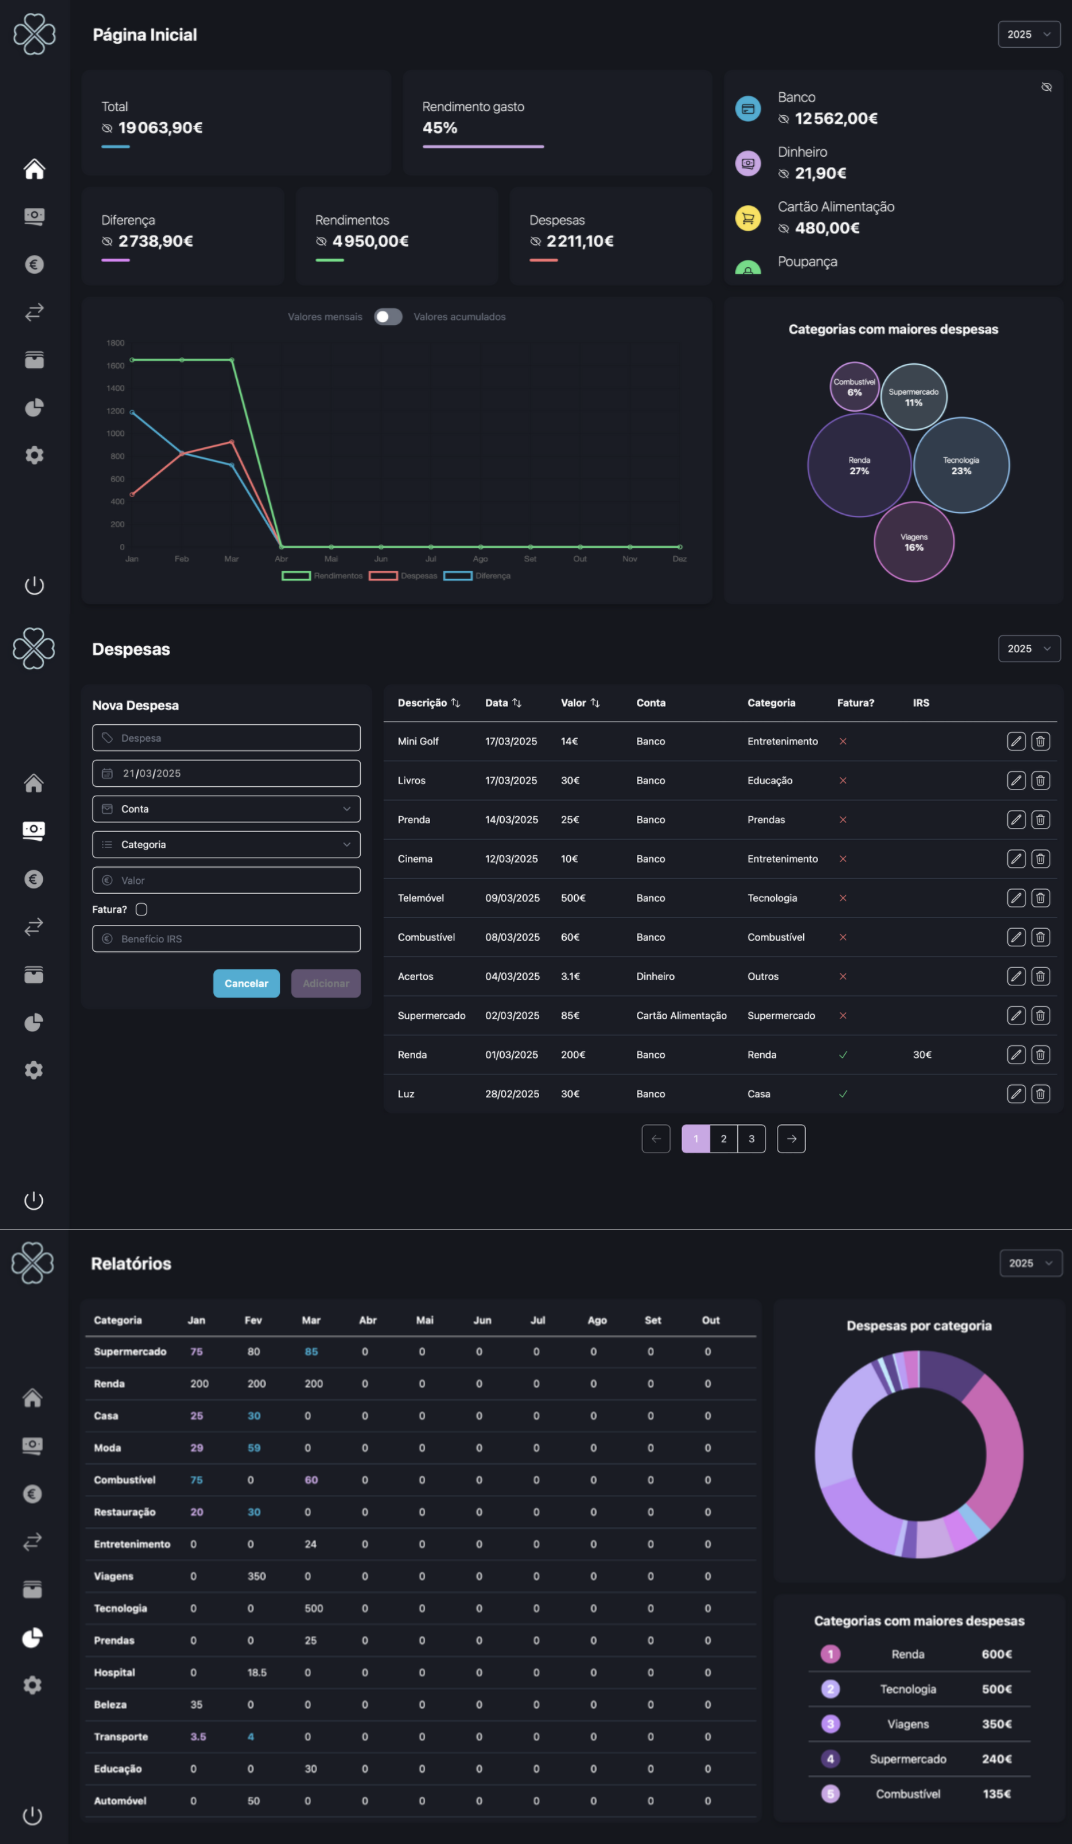 Página Inicial
2025
Total
19 063,90€
Rendimento gasto
45%
Banco
12 562,00€
Dinheiro
21,90€
Cartão Alimentação
480,00€
Poupança
Diferença
2 738,90€
Rendimentos
4 950,00€
Despesas
2 211,10€
Valores mensais Valores acumulados
1800
1600
1400
1200
1000
800
600
400
200
0
Jan Feb Mar Abr Mai Jun Jul Ago Set Out Nov Dez
Rendimentos Despesas Diferença
Categorias com maiores despesas
Combustível
6%
Supermercado
11%
Renda
27%
Tecnologia
23%
Viagens
16%
Despesas
2025
Nova Despesa
Despesa
21/03/2025
Conta
Categoria
Valor
Fatura?
Benefício IRS
Cancelar Adicionar
Descrição Data Valor Conta Categoria Fatura? IRS
Mini Golf 17/03/2025 14€ Banco Entretenimento
Livros 17/03/2025 30€ Banco Educação
Prenda 14/03/2025 25€ Banco Prendas
Cinema 12/03/2025 10€ Banco Entretenimento
Telemóvel 09/03/2025 500€ Banco Tecnologia
Combustível 08/03/2025 60€ Banco Combustível
Acertos 04/03/2025 3.1€ Dinheiro Outros
Supermercado 02/03/2025 85€ Cartão Alimentação Supermercado
Renda 01/03/2025 200€ Banco Renda 30€
Luz 28/02/2025 30€ Banco Casa
1 2 3
Relatórios
2025
Categoria Jan Fev Mar Abr Mai Jun Jul Ago Set Out
Supermercado 75 80 85 0 0 0 0 0 0 0
Renda 200 200 200 0 0 0 0 0 0 0
Casa 25 30 0 0 0 0 0 0 0 0
Moda 29 59 0 0 0 0 0 0 0 0
Combustível 75 0 60 0 0 0 0 0 0 0
Restauração 20 30 0 0 0 0 0 0 0 0
Entretenimento 0 0 24 0 0 0 0 0 0 0
Viagens 0 350 0 0 0 0 0 0 0 0
Tecnologia 0 0 500 0 0 0 0 0 0 0
Prendas 0 0 25 0 0 0 0 0 0 0
Hospital 0 18.5 0 0 0 0 0 0 0 0
Beleza 35 0 0 0 0 0 0 0 0 0
Transporte 3.5 4 0 0 0 0 0 0 0 0
Educação 0 0 30 0 0 0 0 0 0 0
Automóvel 0 50 0 0 0 0 0 0 0 0
Despesas por categoria
Categorias com maiores despesas
1 Renda 600€
2 Tecnologia 500€
3 Viagens 350€
4 Supermercado 240€
5 Combustível 135€